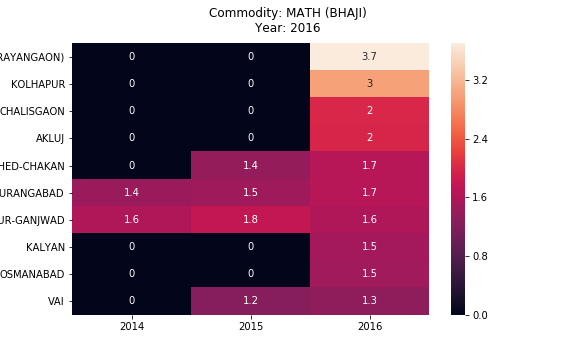 Commodity: MATH (BHAJI)
Year: 2016
RAYANGAON) 0 0 3.7
KOLHAPUR 0 0 3
CHALISGAON 0 0 2
AKLUJ 0 0 2
HED-CHAKAN 0 1.4 1.7
URANGABAD 1.4 1.5 1.7
UR-GANJWAD 1.6 1.8 1.6
KALYAN 0 0 1.5
OSMANABAD 0 0 1.5
VAI 0 1.2 1.3
2014 2015 2016
3.2
2.4
1.6
0.8
0.0